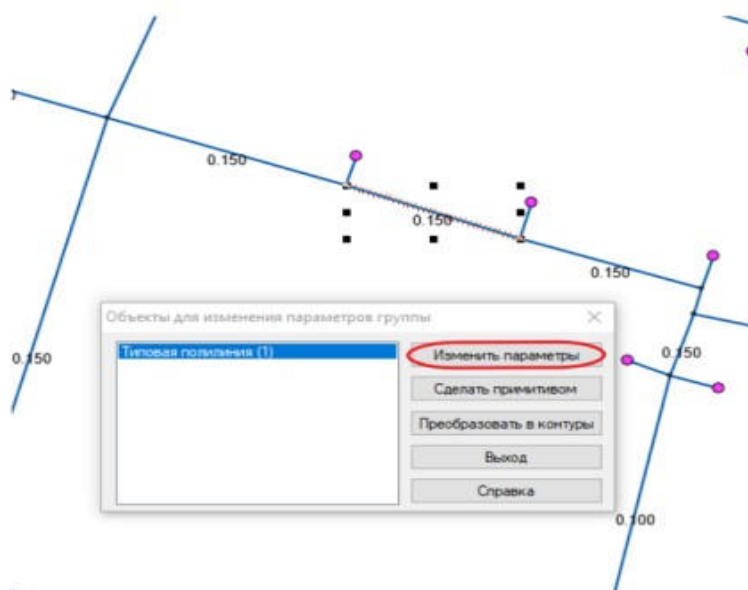 0.150
0.150
0.150
Объекты для изменения параметров группы
Типовая полилиния (1)
Изменить параметры
Сделать примитивом
Преобразовать в контуры
Выход
Справка
0.150
0.150
0.100